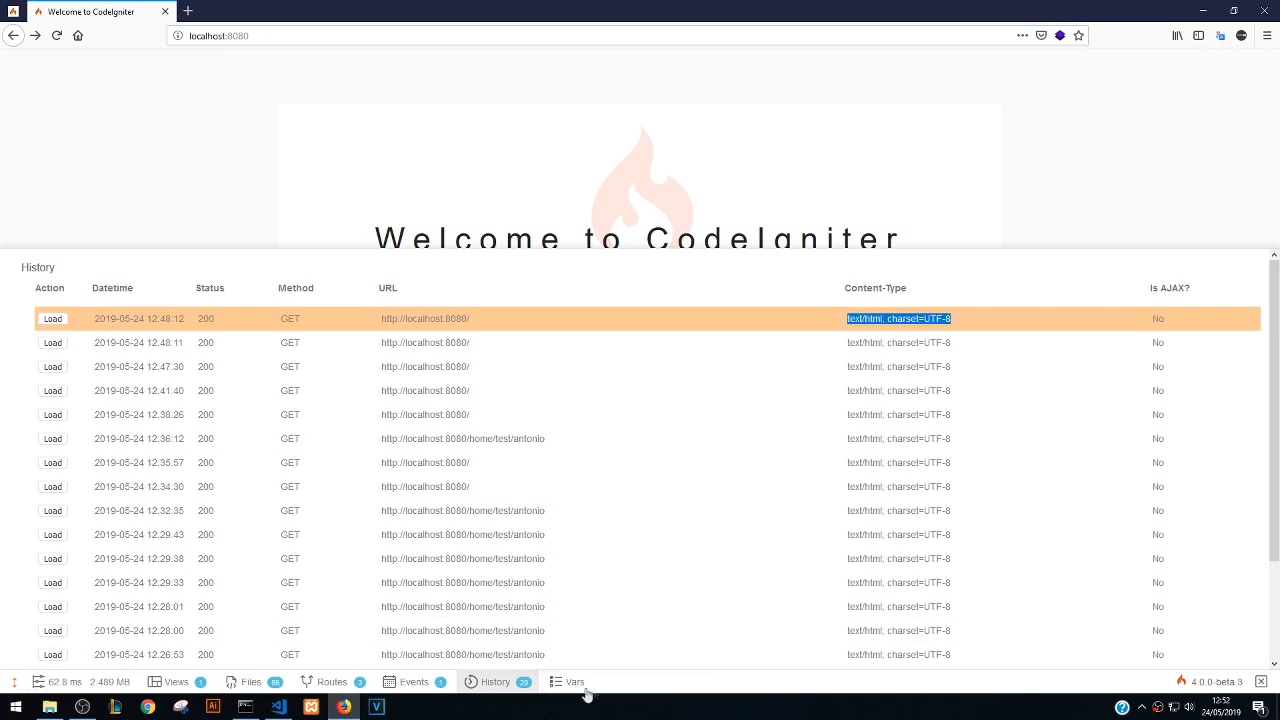 Welcome to CodeIgniter
localhost:8080
Welcome to CodeIgniter
History
Action Datetime Status Method URL Content-Type Is AJAX?
Load 2019-05-24 12.48:12 200 GET http://localhost:8080/ text/html; charset=UTF-8 No
Load 2019-05-24 12.48:11 200 GET http://localhost:8080/ text/html; charset=UTF-8 No
Load 2019-05-24 12.47.30 200 GET http://localhost:8080/ text/html; charset=UTF-8 No
Load 2019-05-24 12.41:40 200 GET http://localhost:8080/ text/html; charset=UTF-8 No
Load 2019-05-24 12.38:26 200 GET http://localhost:8080/ text/html; charset=UTF-8 No
Load 2019-05-24 12.36:12 200 GET http://localhost:8080/home/test/antonio text/html; charset=UTF-8 No
Load 2019-05-24 12.35:57 200 GET http://localhost:8080/ text/html; charset=UTF-8 No
Load 2019-05-24 12.34:30 200 GET http://localhost:8080/ text/html; charset=UTF-8 No
Load 2019-05-24 12.32:35 200 GET http://localhost:8080/home/test/antonio text/html; charset=UTF-8 No
Load 2019-05-24 12.29:43 200 GET http://localhost:8080/home/test/antonio text/html; charset=UTF-8 No
Load 2019-05-24 12.29:38 200 GET http://localhost:8080/home/test/antonio text/html; charset=UTF-8 No
Load 2019-05-24 12.29:33 200 GET http://localhost:8080/home/test/antonio text/html; charset=UTF-8 No
Load 2019-05-24 12.28:01 200 GET http://localhost:8080/home/test/antonio text/html; charset=UTF-8 No
Load 2019-05-24 12.28:00 200 GET http://localhost:8080/home/test/antonio text/html; charset=UTF-8 No
Load 2019-05-24 12.26:53 200 GET http://localhost:8080/home/test/antonio text/html; charset=UTF-8 No
62.8 ms 2 489 MB Views 1 Files 86 Routes 3 Events 1 History 20 Vars 4.0.0-beta.3
Ai V 12:52
24/05/2019 1